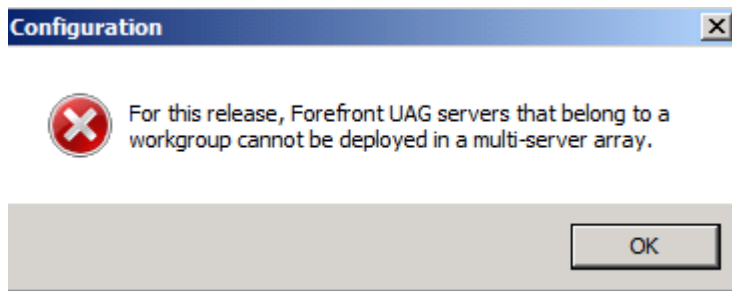 Configuration
For this release, Forefront UAG servers that belong to a
workgroup cannot be deployed in a multi-server array.
OK